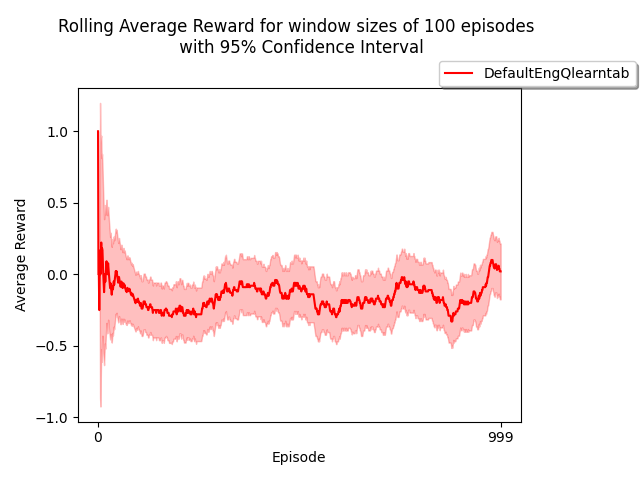 Rolling Average Reward for window sizes of 100 episodes
with 95% Confidence Interval
DefaultEngQlearntab
1.0
0.5
0.0
−0.5
−1.0
Average Reward
0
999
Episode